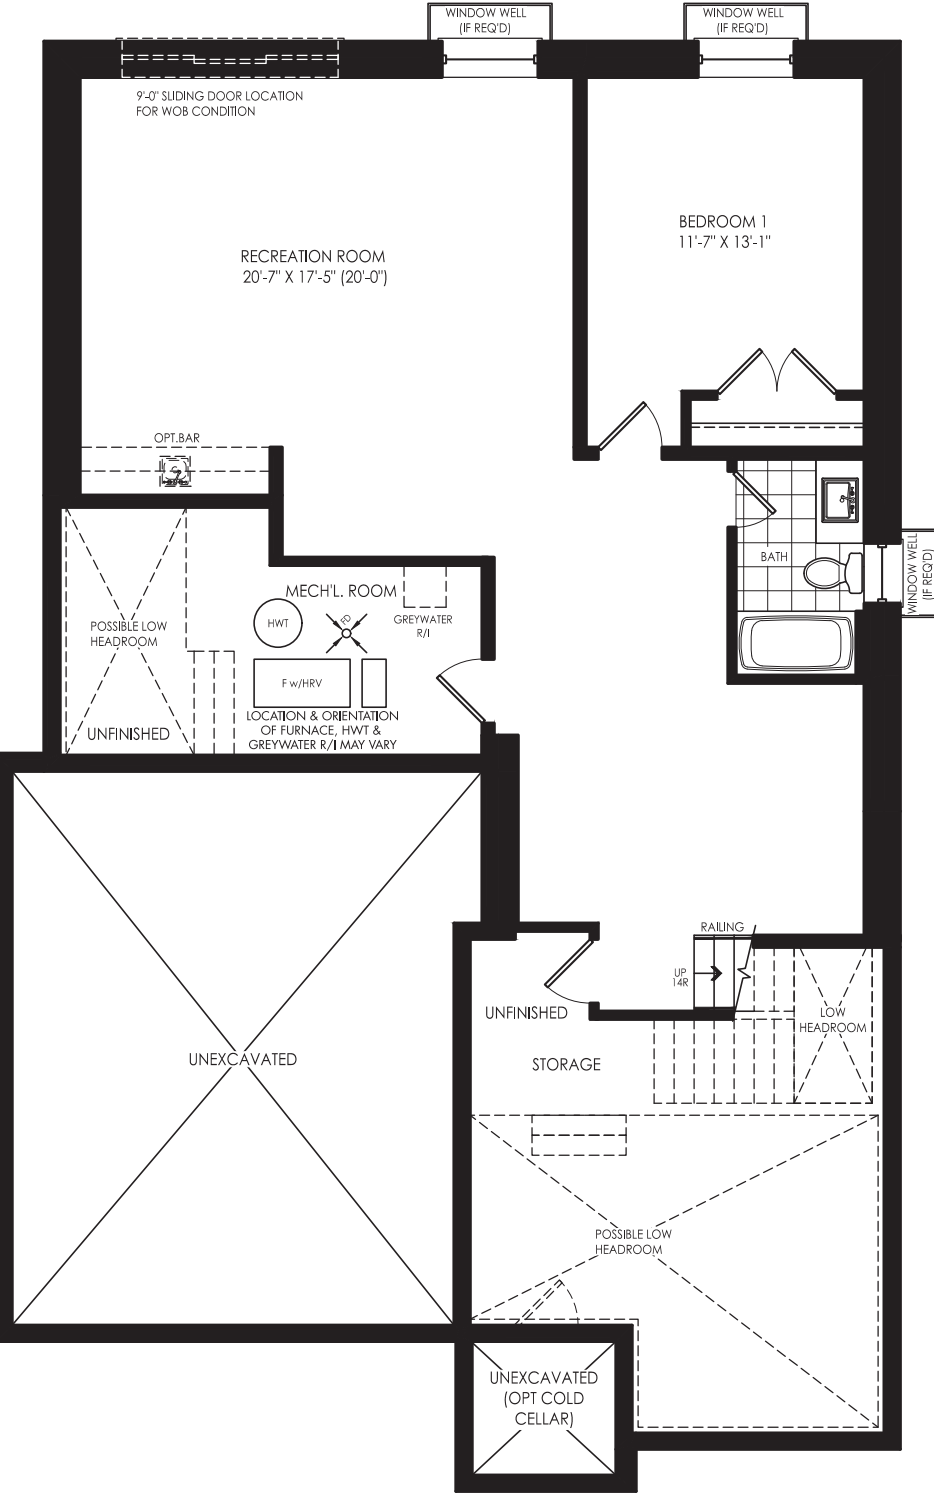 WINDOW WELL
(IF REQ'D)
WINDOW WELL
(IF REQ'D)
9'-0" SLIDING DOOR LOCATION
FOR WOB CONDITION
BEDROOM 1
11'-7" X 13'-1"
RECREATION ROOM
20'-7" X 17'-5" (20'-0")
OPT.BAR
BATH
WINDOW WELL
(IF REQ'D)
MECH'L. ROOM
HWT
FD
GREYWATER
R/I
POSSIBLE LOW
HEADROOM
F w/HRV
LOCATION & ORIENTATION
OF FURNACE, HWT &
GREYWATER R/I MAY VARY
UNFINISHED
RAILING
UP
14R
UNFINISHED
LOW
HEADROOM
UNEXCAVATED
STORAGE
POSSIBLE LOW
HEADROOM
UNEXCAVATED
(OPT COLD
CELLAR)